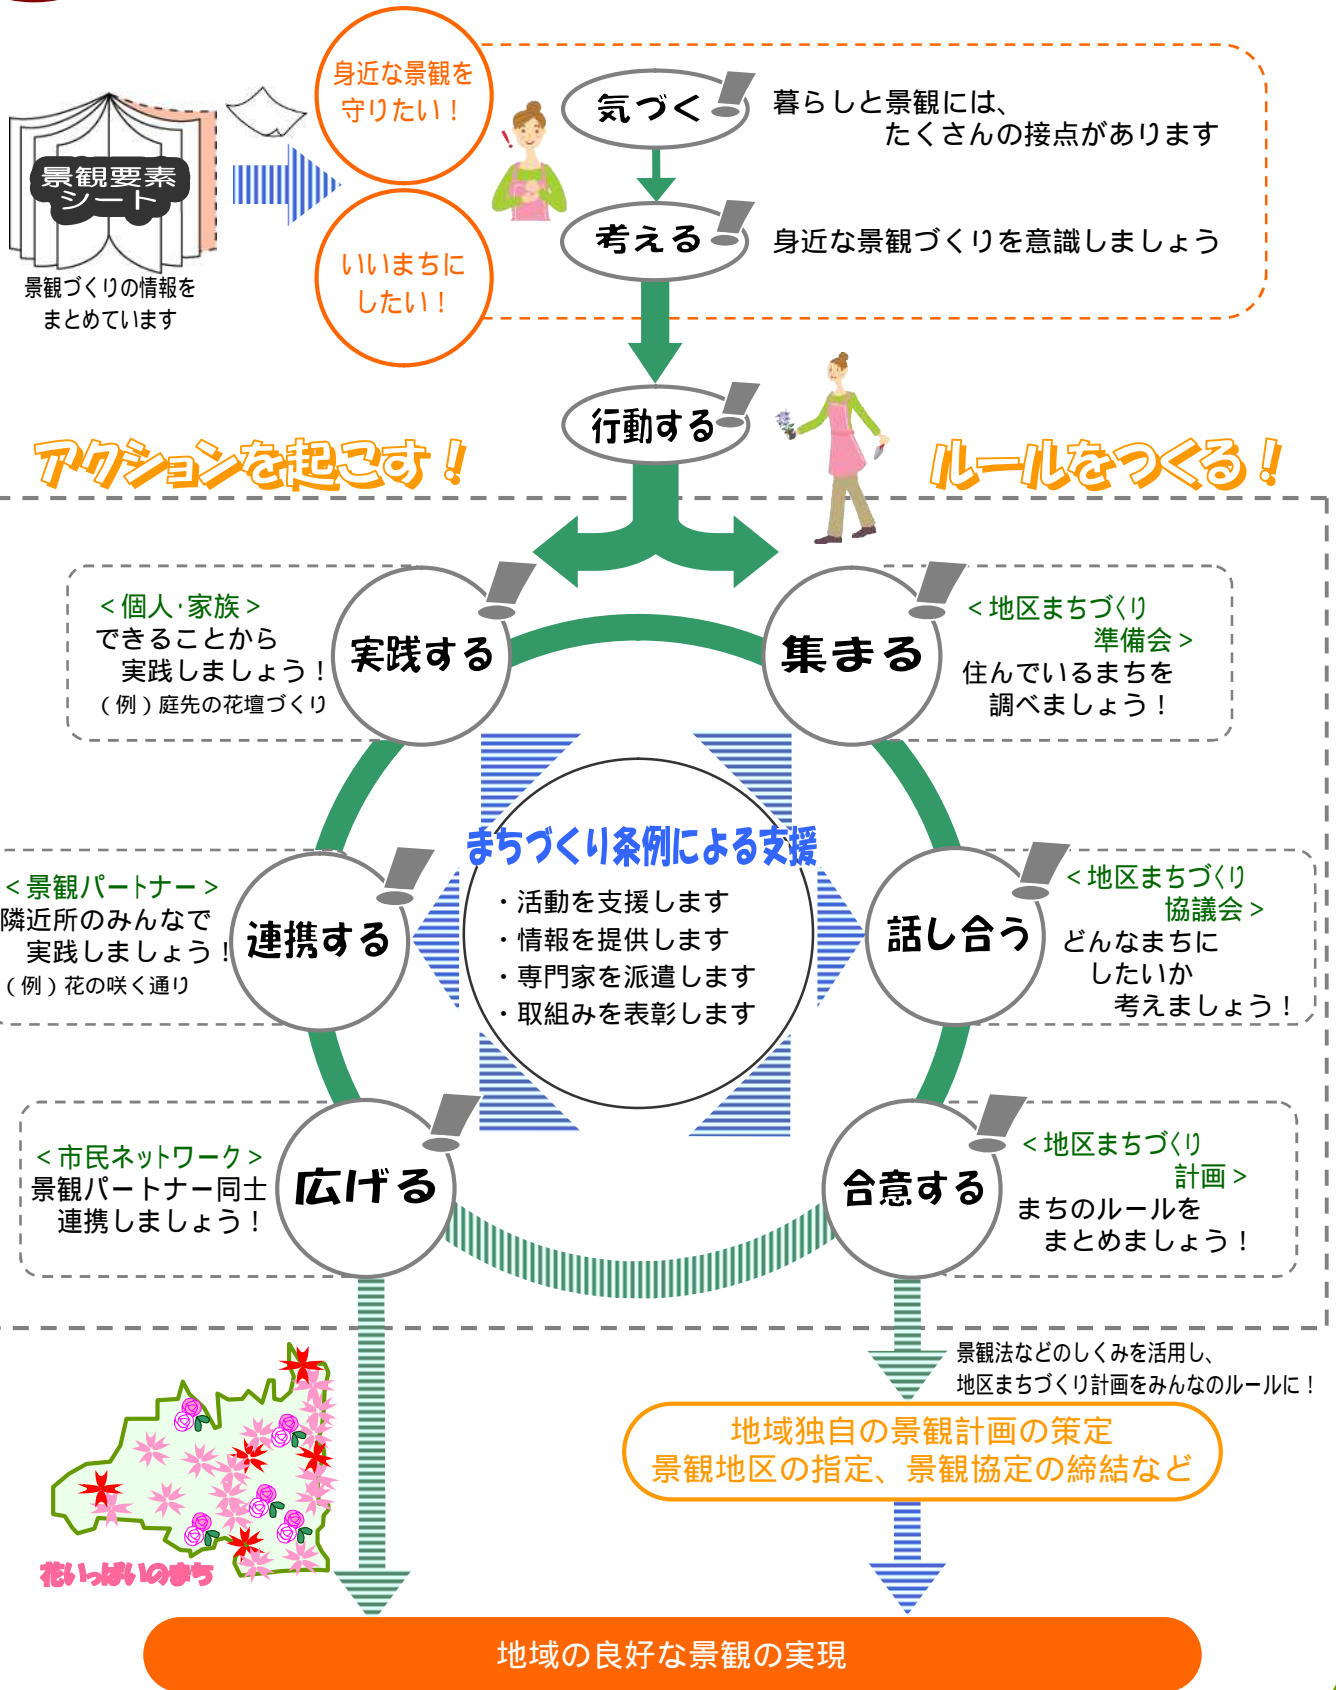 身近な景観を
守りたい！
気づく
暮らしと景観には、
たくさんの接点があります
景観要素
シート
考える
身近な景観づくりを意識しましょう
いいまちに
したい！
景観づくりの情報を
まとめています
行動する
アクションを起こす！
ルールをつくる！
＜個人・家族＞
できることから
実践しましょう！
（例）庭先の花壇づくり
実践する
集まる
＜地区まちづくり
準備会＞
住んでいるまちを
調べましょう！
まちづくり条例による支援
・活動を支援します
・情報を提供します
・専門家を派遣します
・取組みを表彰します
＜景観パートナー＞
隣近所のみんなで
実践しましょう！
（例）花の咲く通り
連携する
話し合う
＜地区まちづくり
協議会＞
どんなまちに
したいか
考えましょう！
＜市民ネットワーク＞
景観パートナー同士
連携しましょう！
広げる
合意する
＜地区まちづくり
計画＞
まちのルールを
まとめましょう！
景観法などのしくみを活用し、
地区まちづくり計画をみんなのルールに！
地域独自の景観計画の策定
景観地区の指定、景観協定の締結など
花いっぱいのまち
地域の良好な景観の実現